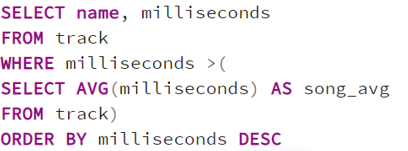 SELECT name, milliseconds
FROM track
WHERE milliseconds >(
SELECT AVG(milliseconds) AS song_avg
FROM track)
ORDER BY milliseconds DESC